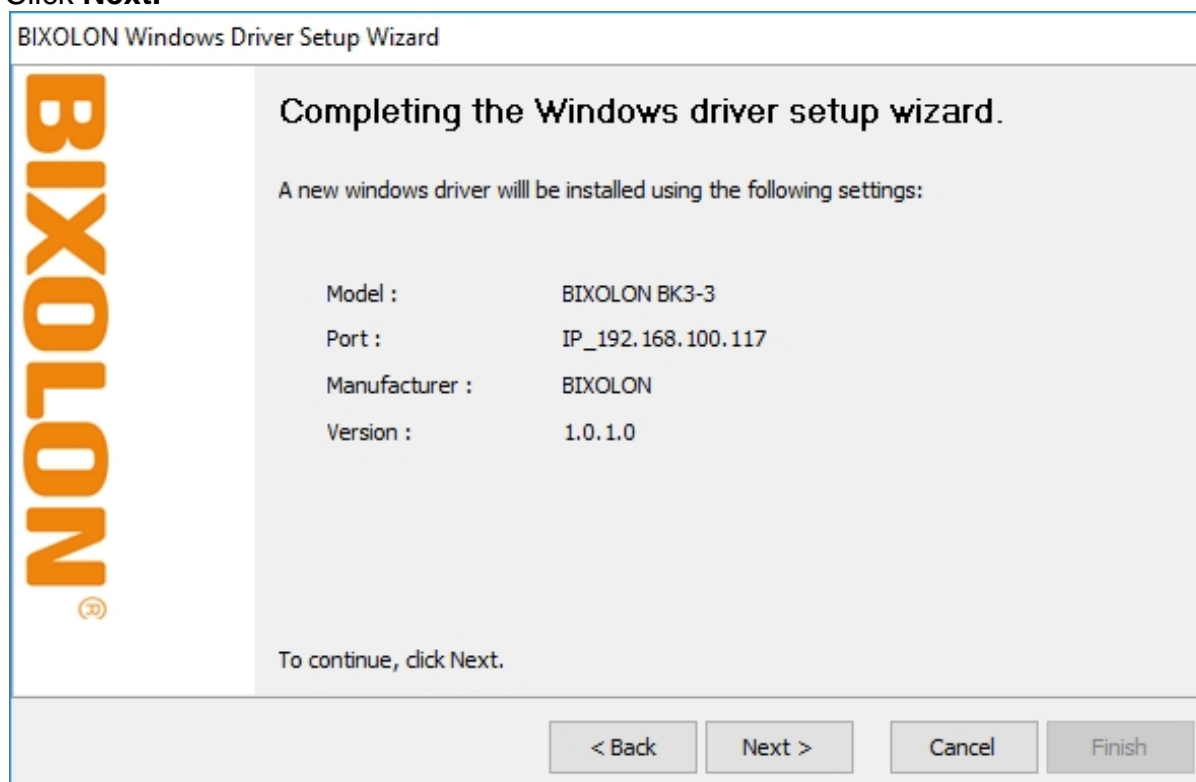 Click Next.
BIXOLON Windows Driver Setup Wizard
BIXOLON®
Completing the Windows driver setup wizard.
A new windows driver willl be installed using the following settings:
Model : BIXOLON BK3-3
Port : IP_192.168.100.117
Manufacturer : BIXOLON
Version : 1.0.1.0
To continue, click Next.
< Back Next > Cancel Finish